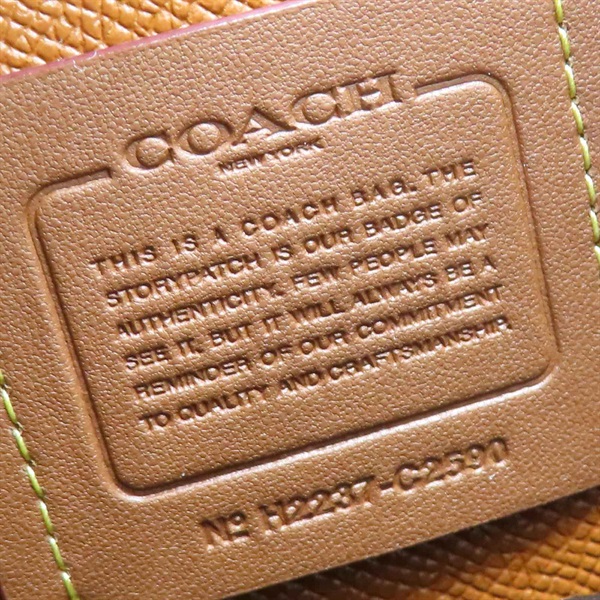 COACH
NEW YORK
THIS IS A COACH BAG. THE
STORYPATCH IS OUR BADGE OF
AUTHENTICITY. FEW PEOPLE MAY
SEE IT, BUT IT WILL ALWAYS BE A
REMINDER OF OUR COMMITMENT
TO QUALITY AND CRAFTSMANSHIP.
Nº H2237-C2590